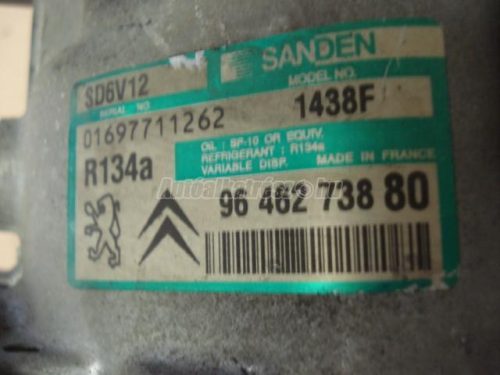 SANDEN
SD6V12
SERIAL NO.
MODEL NO.
01697711262
1438F
OIL : SP-10 OR EQUIV.
REFRIGERANT : R134a
VARIABLE DISP.
MADE IN FRANCE
R134a
96 462 738 80